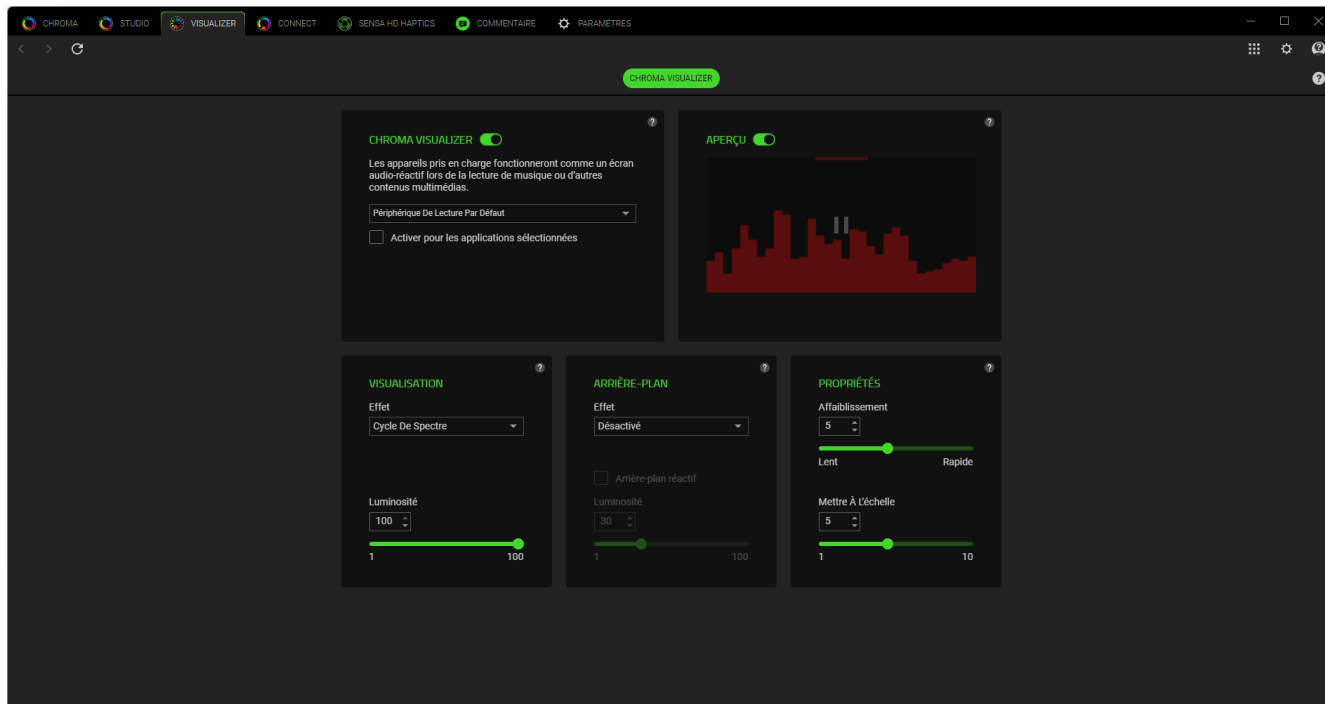 CHROMA
STUDIO
VISUALIZER
CONNECT
SENSA HD HAPTICS
COMMENTAIRE
PARAMÈTRES
CHROMA VISUALIZER
CHROMA VISUALIZER
Les appareils pris en charge fonctionneront comme un écran
audio-réactif lors de la lecture de musique ou d'autres
contenus multimédias.
Périphérique De Lecture Par Défaut
Activer pour les applications sélectionnées
APERÇU
VISUALISATION
Effet
Cycle De Spectre
Luminosité
100
1 100
ARRIÈRE-PLAN
Effet
Désactivé
Arrière-plan réactif
Luminosité
30
1 100
PROPRIÉTÉS
Affaiblissement
5
Lent Rapide
Mettre À L'échelle
5
1 10